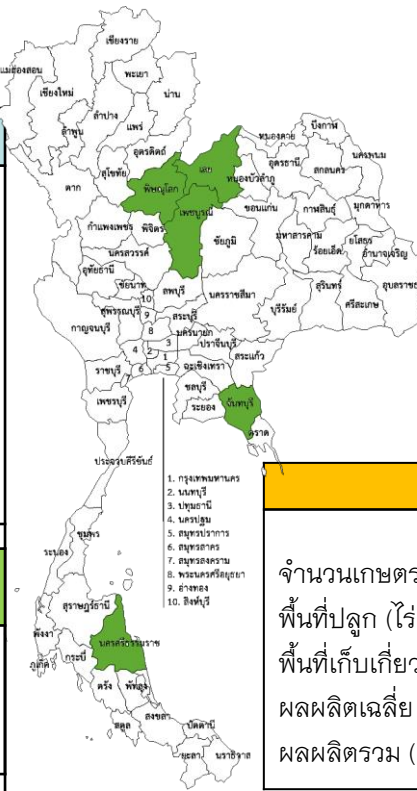 เชียงราย
แม่ฮ่องสอน
พะเยา
เชียงใหม่
น่าน
ลำปาง
ลำพูน
แพร่
อุตรดิตถ์
สุโขทัย
ตาก
พิษณุโลก
เลย
หนองคาย
บึงกาฬ
อุดรธานี
สกลนคร
นครพนม
หนองบัวลำภู
เพชรบูรณ์
กำแพงเพชร
พิจิตร
ขอนแก่น
กาฬสินธุ์
มุกดาหาร
ชัยภูมิ
มหาสารคาม
ร้อยเอ็ด
ยโสธร
อำนาจเจริญ
นครสวรรค์
อุทัยธานี
ชัยนาท
ลพบุรี
นครราชสีมา
บุรีรัมย์
สุรินทร์
ศรีสะเกษ
อุบลราชธ
10
9
สุพรรณบุรี
สระบุรี
กาญจนบุรี
8
นครนายก
ปราจีนบุรี
3
4
2
1
สระแก้ว
ราชบุรี
6
5
7
ฉะเชิงเทรา
ชลบุรี
เพชรบุรี
ระยอง
จันทบุรี
ตราด
ประจวบคีรีขันธ์
1. กรุงเทพมหานคร
2. นนทบุรี
3. ปทุมธานี
4. นครปฐม
5. สมุทรปราการ
6. สมุทรสาคร
7. สมุทรสงคราม
8. พระนครศรีอยุธยา
9. อ่างทอง
10. สิงห์บุรี
ชุมพร
ระนอง
สุราษฎร์ธานี
พังงา
นครศรีธรรมราช
ภูเก็ต
กระบี่
ตรัง
พัทลุง
สตูล
สงขลา
ปัตตานี
ยะลา
นราธิวาส
จำนวนเกษตร
พื้นที่ปลูก (ไร่
พื้นที่เก็บเกี่ยว
ผลผลิตเฉลี่ย
ผลผลิตรวม (